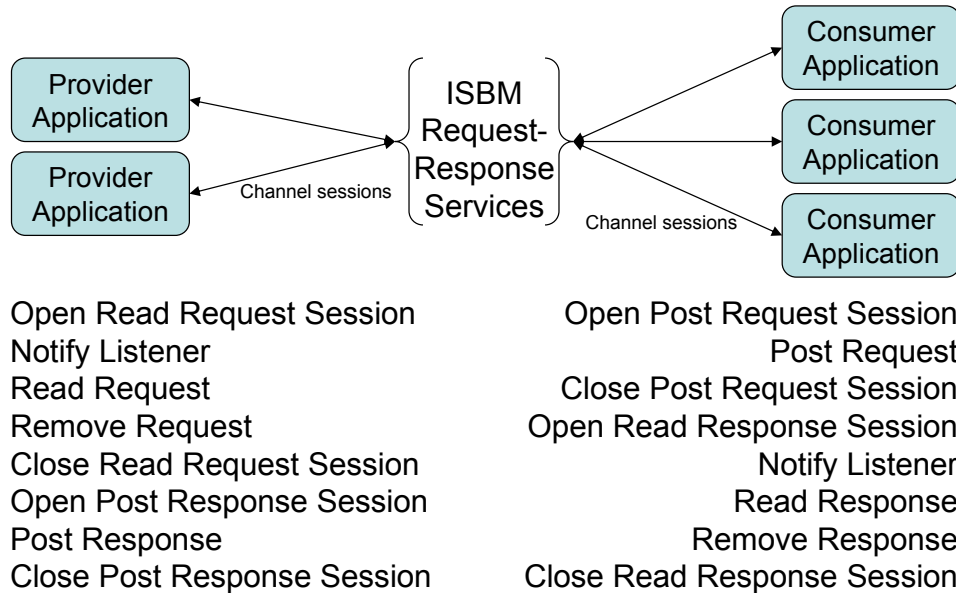 Provider
Application
Provider
Application
Channel sessions
ISBM
Request-
Response
Services
Channel sessions
Consumer
Application
Consumer
Application
Consumer
Application
Open Read Request Session
Notify Listener
Read Request
Remove Request
Close Read Request Session
Open Post Response Session
Post Response
Close Post Response Session
Open Post Request Session
Post Request
Close Post Request Session
Open Read Response Session
Notify Listener
Read Response
Remove Response
Close Read Response Session